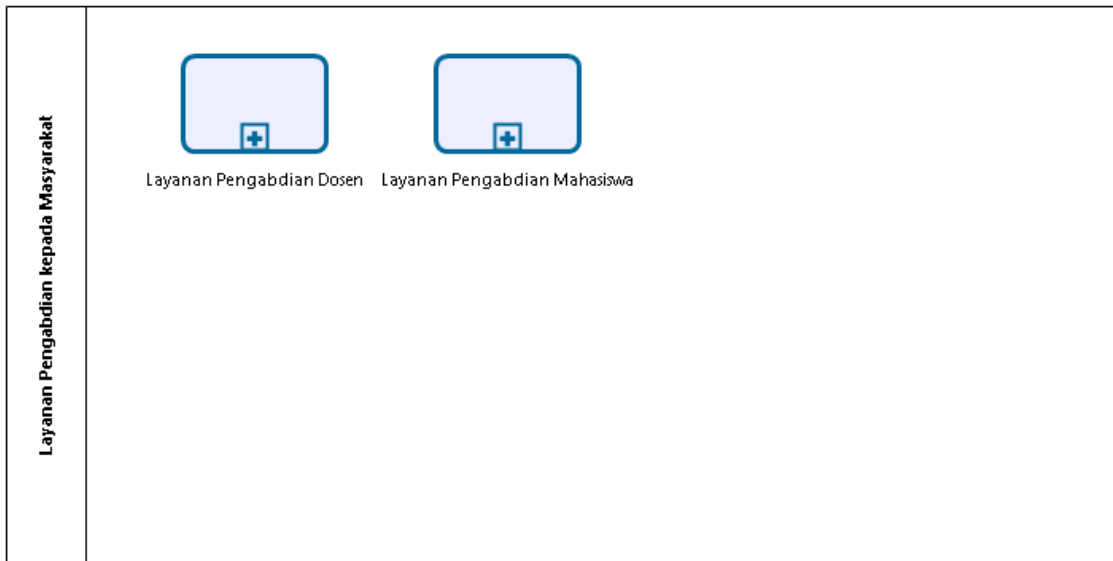 Layanan Pengabdian kepada Masyarakat
Layanan Pengabdian Dosen
Layanan Pengabdian Mahasiswa